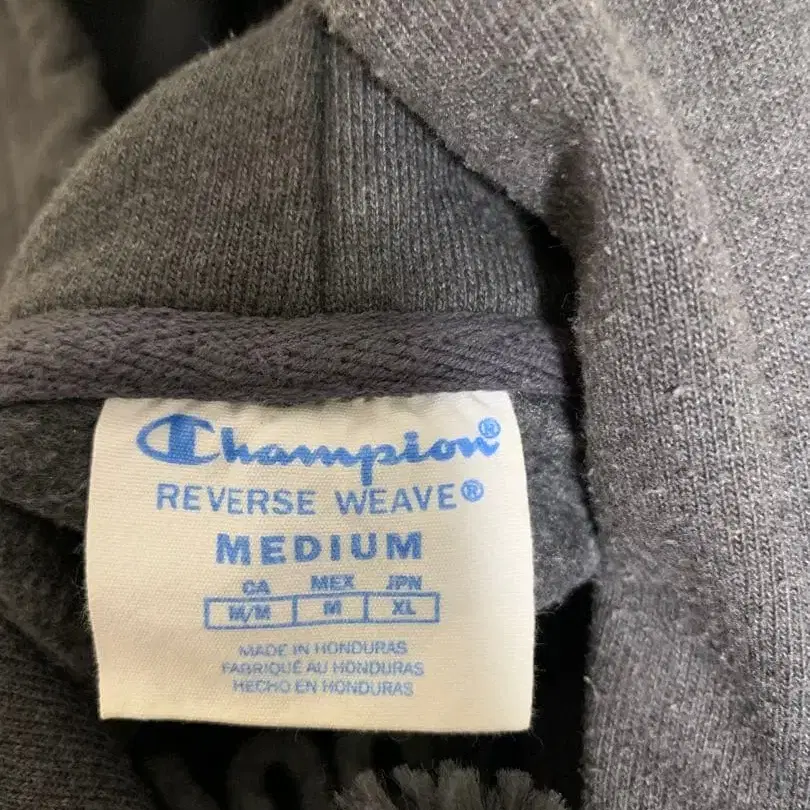 Champion®
REVERSE WEAVE®
MEDIUM
CA MEX JPN
M/M M XL
MADE IN HONDURAS
FABRIQUÉ AU HONDURAS
HECHO EN HONDURAS